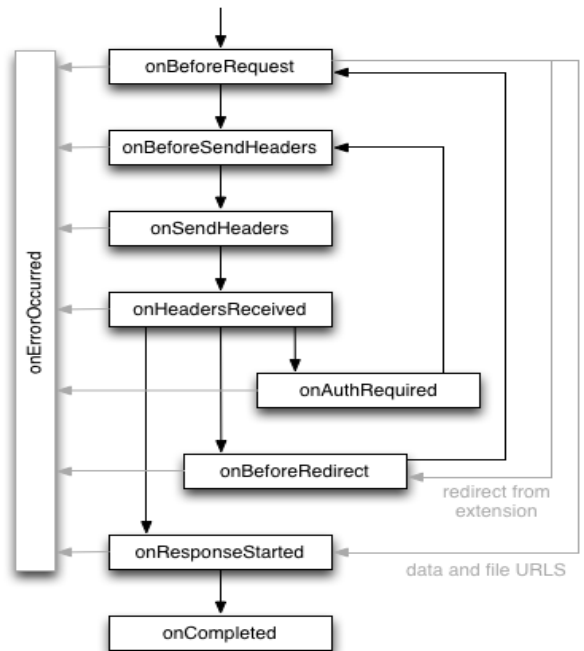 onBeforeRequest
onBeforeSendHeaders
onSendHeaders
onHeadersReceived
onErrorOccurred
onAuthRequired
onBeforeRedirect
redirect from
extension
onResponseStarted
data and file URLS
onCompleted